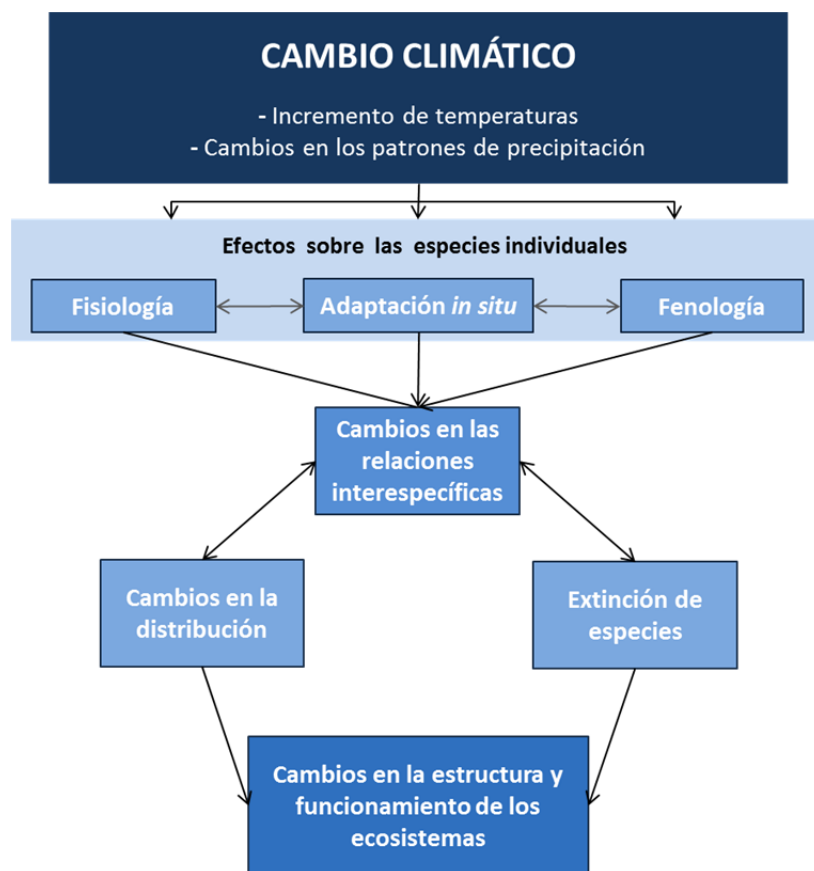 CAMBIO CLIMÁTICO
- Incremento de temperaturas
- Cambios en los patrones de precipitación
Efectos sobre las especies individuales
Fisiología
Adaptación in situ
Fenología
Cambios en las
relaciones
interespecíficas
Cambios en la
distribución
Extinción de
especies
Cambios en la estructura y
funcionamiento de los
ecosistemas